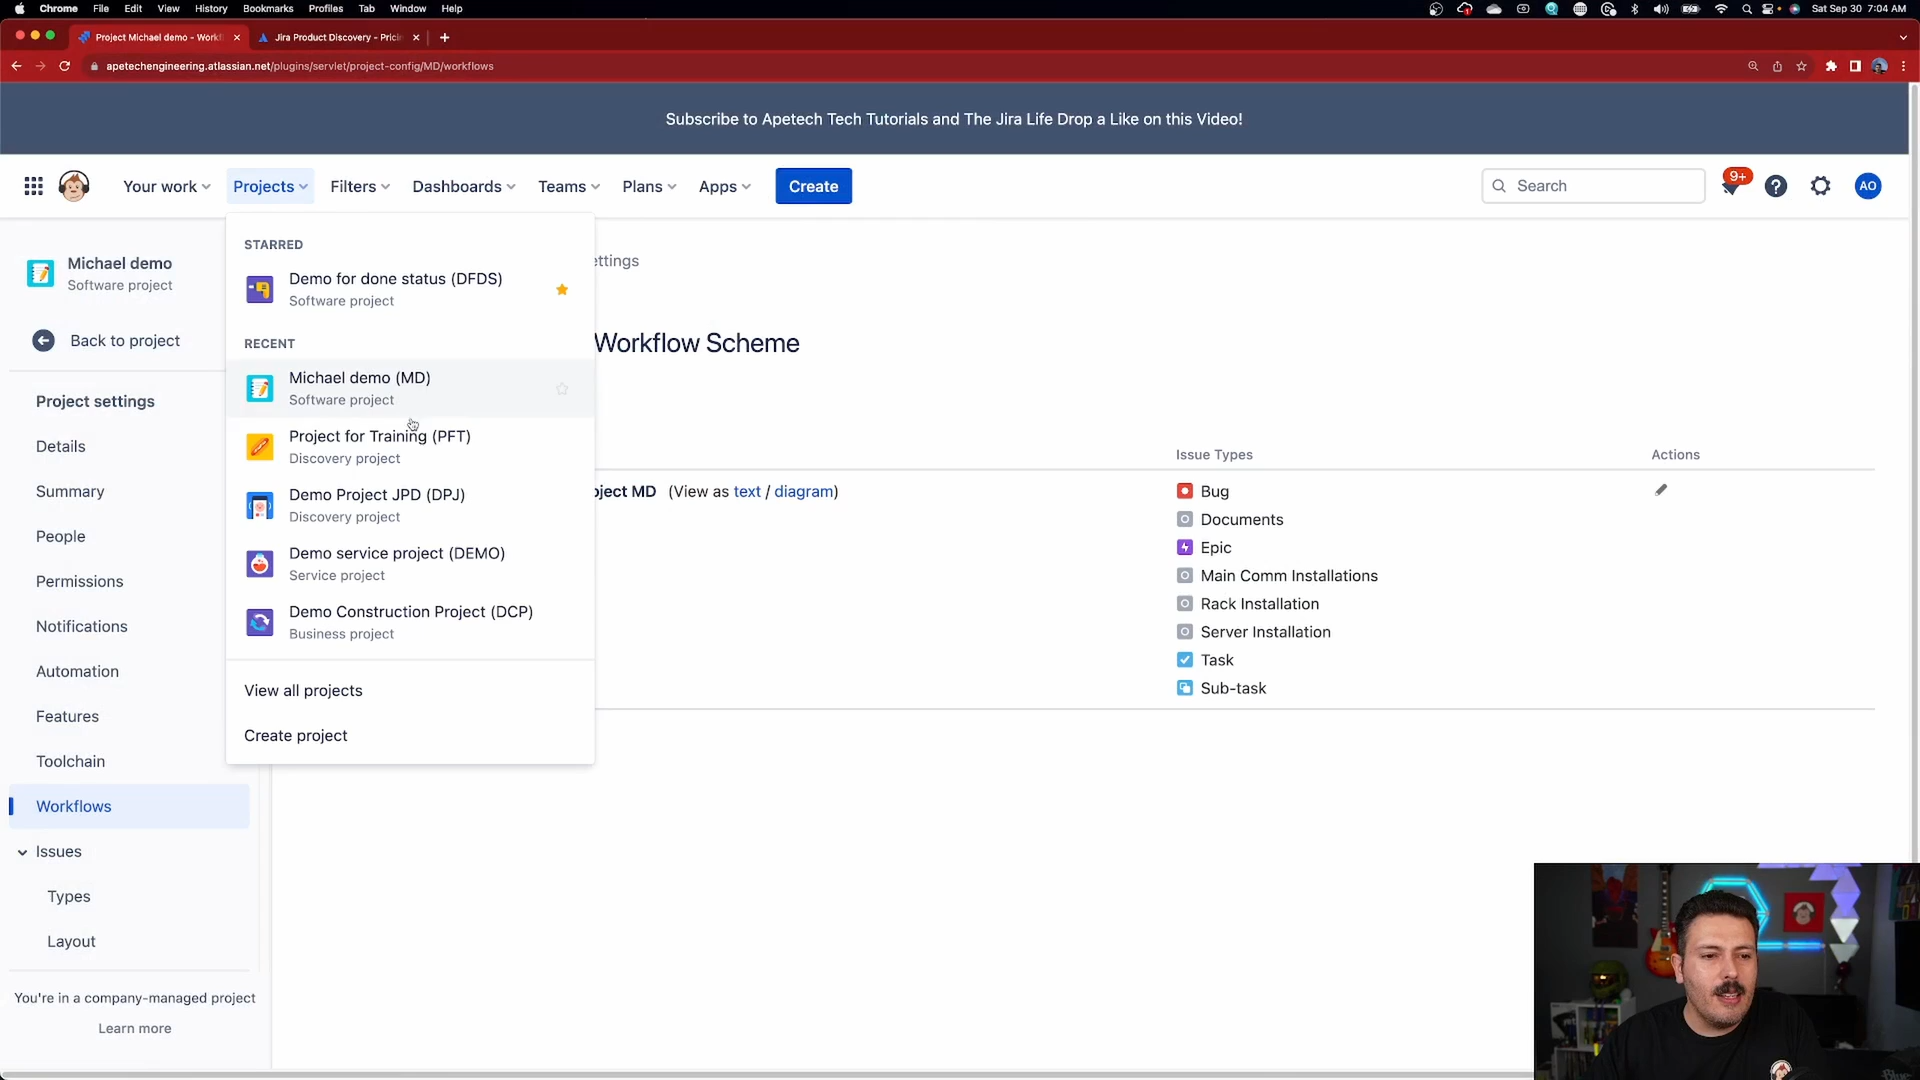 Chrome File Edit View History Bookmarks Profiles Tab Window Help
Sat Sep 30 7:04 AM
Project Michael demo - Workf
Jira Product Discovery - Pricin
apetechengineering.atlassian.net/plugins/servlet/project-config/MD/workflows
Subscribe to Apetech Tech Tutorials and The Jira Life Drop a Like on this Video!
Your work Projects Filters Dashboards Teams Plans Apps Create
Search
9+
AO
Michael demo
Software project
Back to project
Project settings
Details
Summary
People
Permissions
Notifications
Automation
Features
Toolchain
Workflows
Issues
Types
Layout
You're in a company-managed project
Learn more
STARRED
Demo for done status (DFDS)
Software project
RECENT
Michael demo (MD)
Software project
Project for Training (PFT)
Discovery project
Demo Project JPD (DPJ)
Discovery project
Demo service project (DEMO)
Service project
Demo Construction Project (DCP)
Business project
View all projects
Create project
ettings
Workflow Scheme
Issue Types
Actions
oject MD (View as text / diagram)
Bug
Documents
Epic
Main Comm Installations
Rack Installation
Server Installation
Task
Sub-task